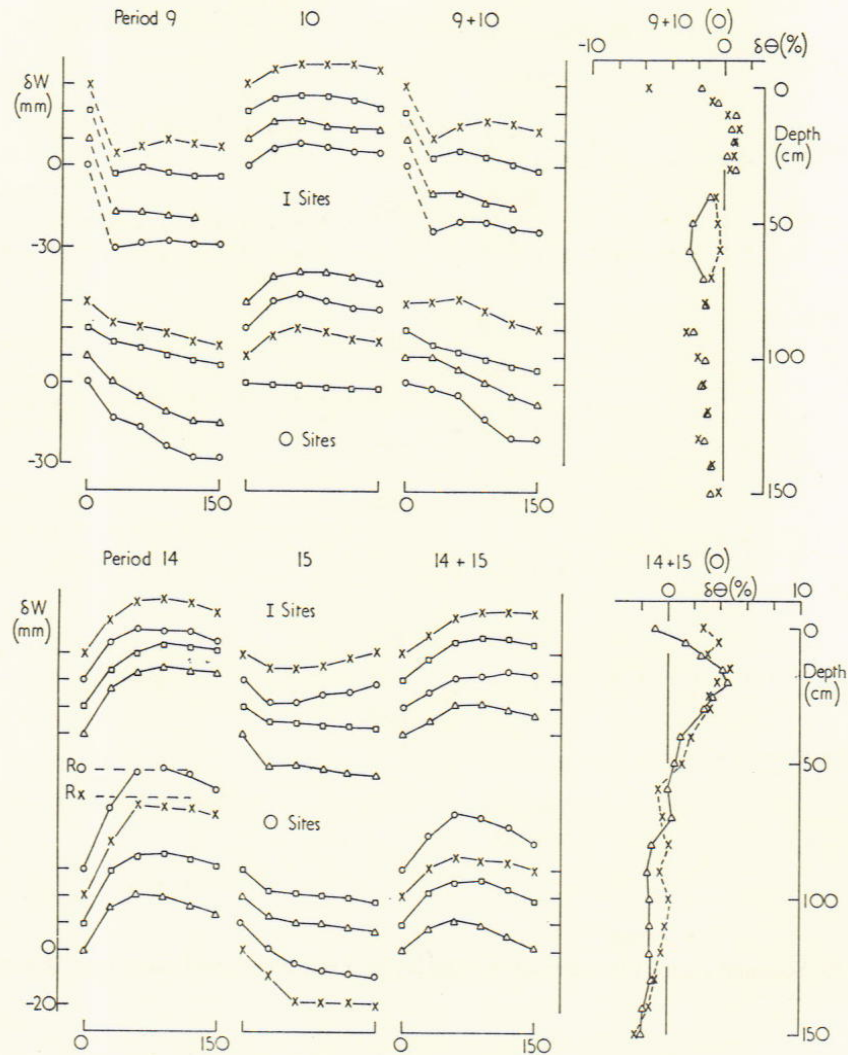 Period 9 10 9+10 9+10 (O)
-10 0 δΘ(%)
δW
(mm)
0
Depth
(cm)
0
I Sites
-30
50
100
0
O Sites
-30
150
0 150 0 150
Period 14 15 14+15 14+15 (O)
0 δΘ(%) 10
δW
(mm)
I Sites
0
Depth
(cm)
RO
50
RX
O Sites
100
0
-20
150
0 150 0 150